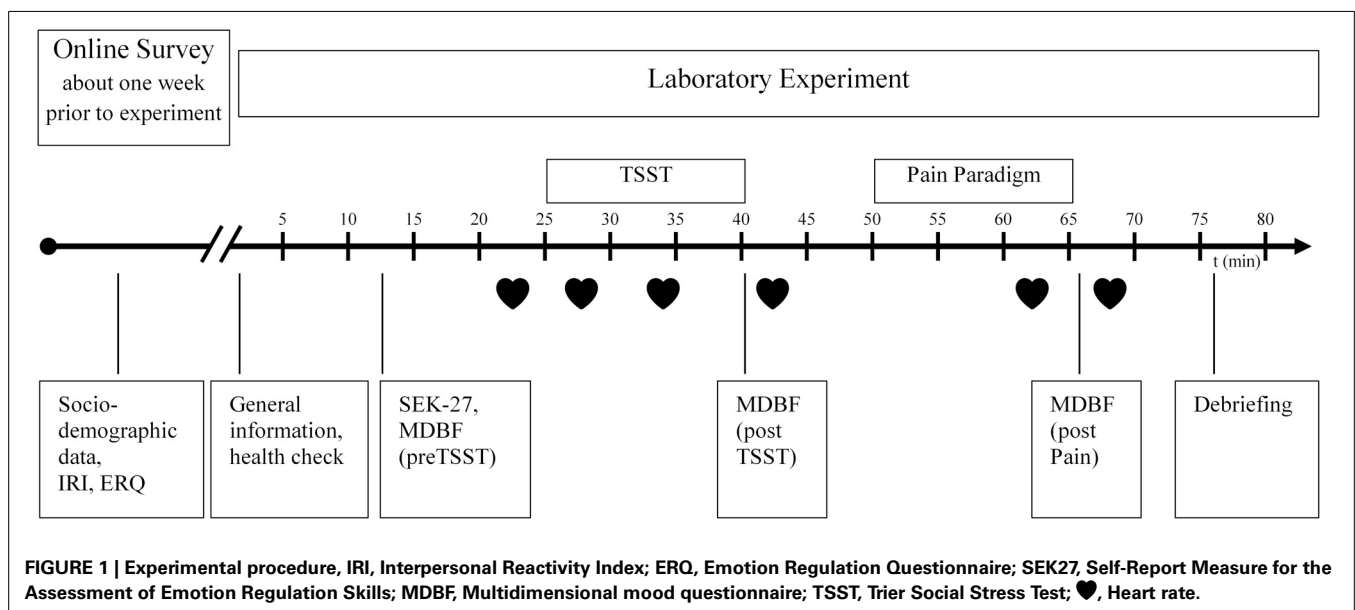 Online Survey
about one week
prior to experiment
Laboratory Experiment
TSST
Pain Paradigm
5 10 15 20 25 30 35 40 45 50 55 60 65 70 75 80
t (min)
Socio-
demographic
data,
IRI, ERQ
General
information,
health check
SEK-27,
MDBF
(preTSST)
MDBF
(post
TSST)
MDBF
(post
Pain)
Debriefing
FIGURE 1 | Experimental procedure, IRI, Interpersonal Reactivity Index; ERQ, Emotion Regulation Questionnaire; SEK27, Self-Report Measure for the
Assessment of Emotion Regulation Skills; MDBF, Multidimensional mood questionnaire; TSST, Trier Social Stress Test; ♥, Heart rate.